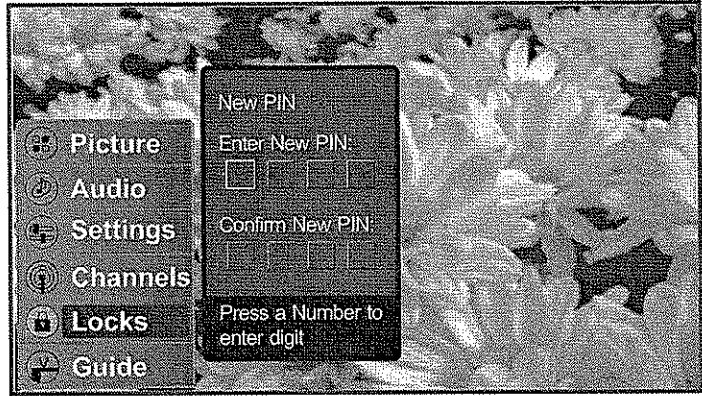 Picture
Audio
Settings
Channels
Locks
Guide
New PIN
Enter New PIN:
Confirm New PIN:
Press a Number to
enter digit